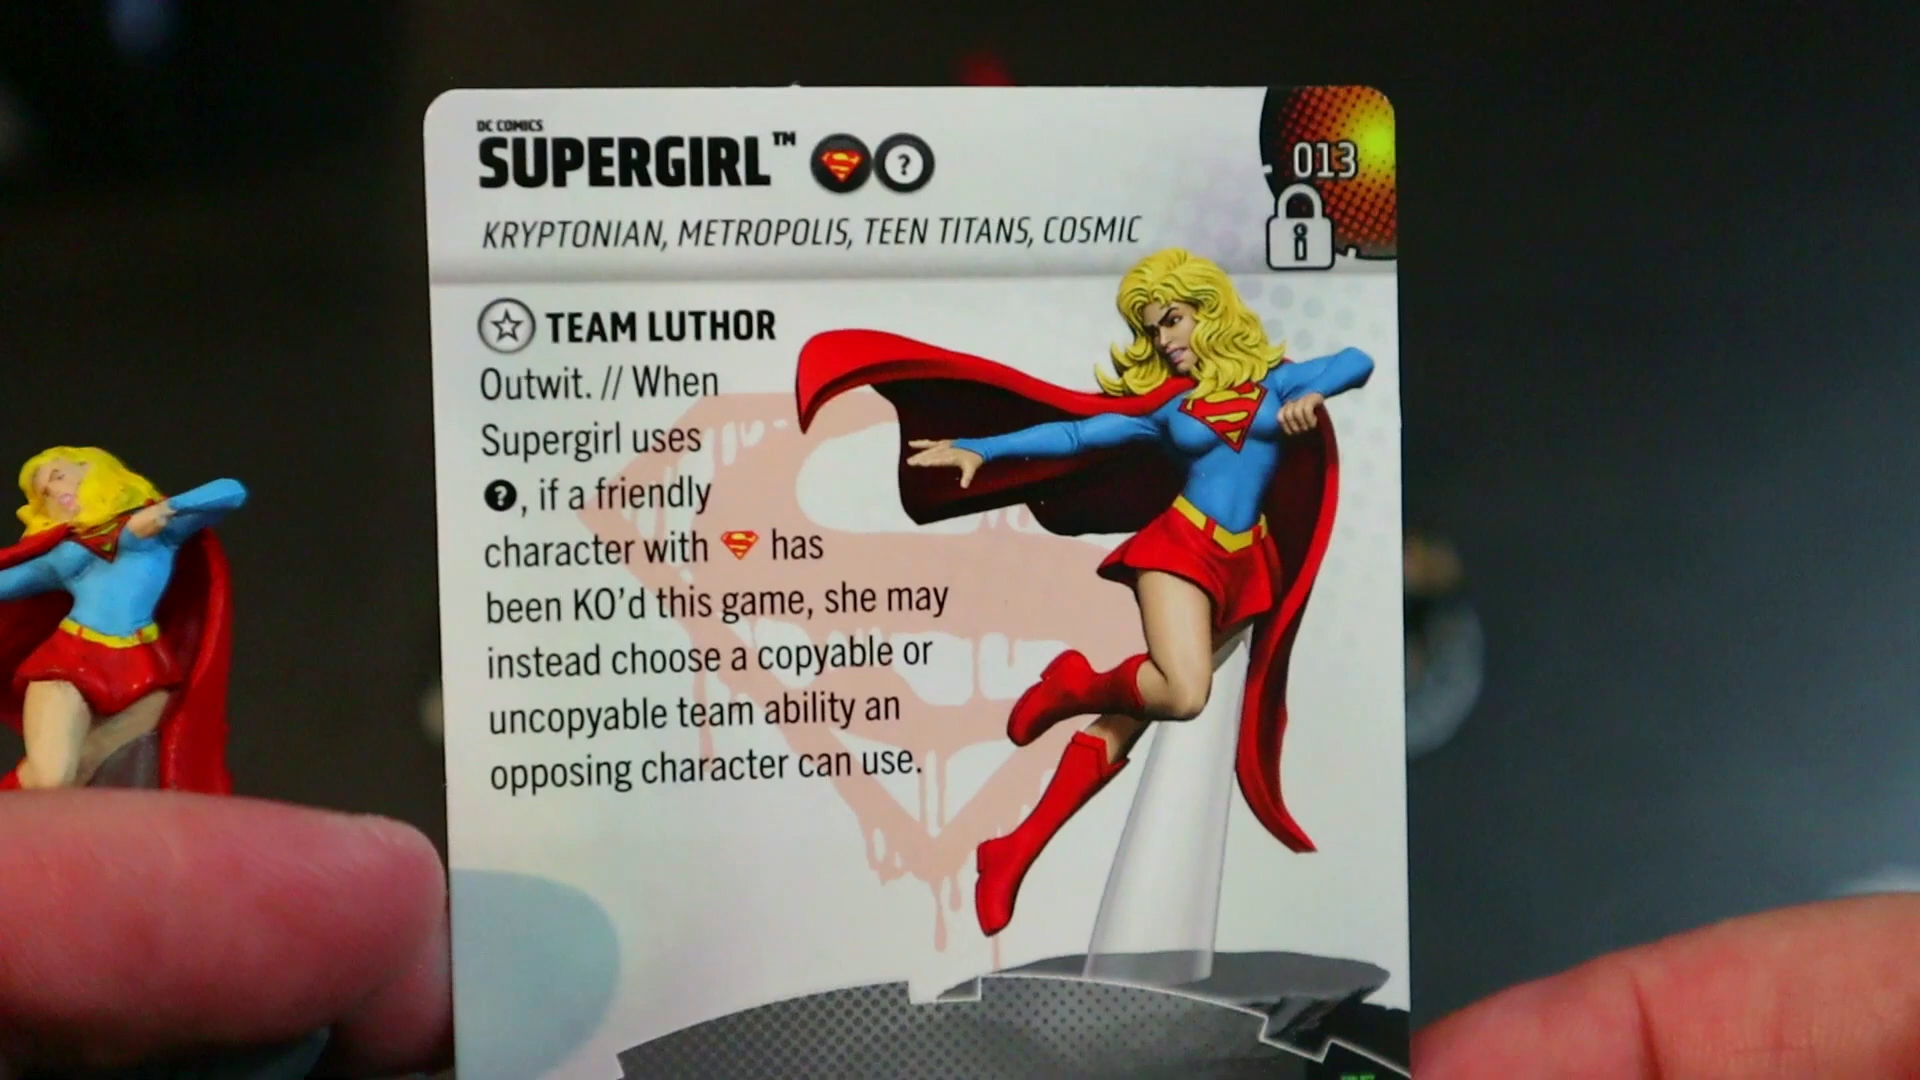 DC COMICS
SUPERGIRL™ ?
013
KRYPTONIAN, METROPOLIS, TEEN TITANS, COSMIC
TEAM LUTHOR
Outwit. // When
Supergirl uses
?, if a friendly
character with S has
been KO'd this game, she may
instead choose a copyable or
uncopyable team ability an
opposing character can use.